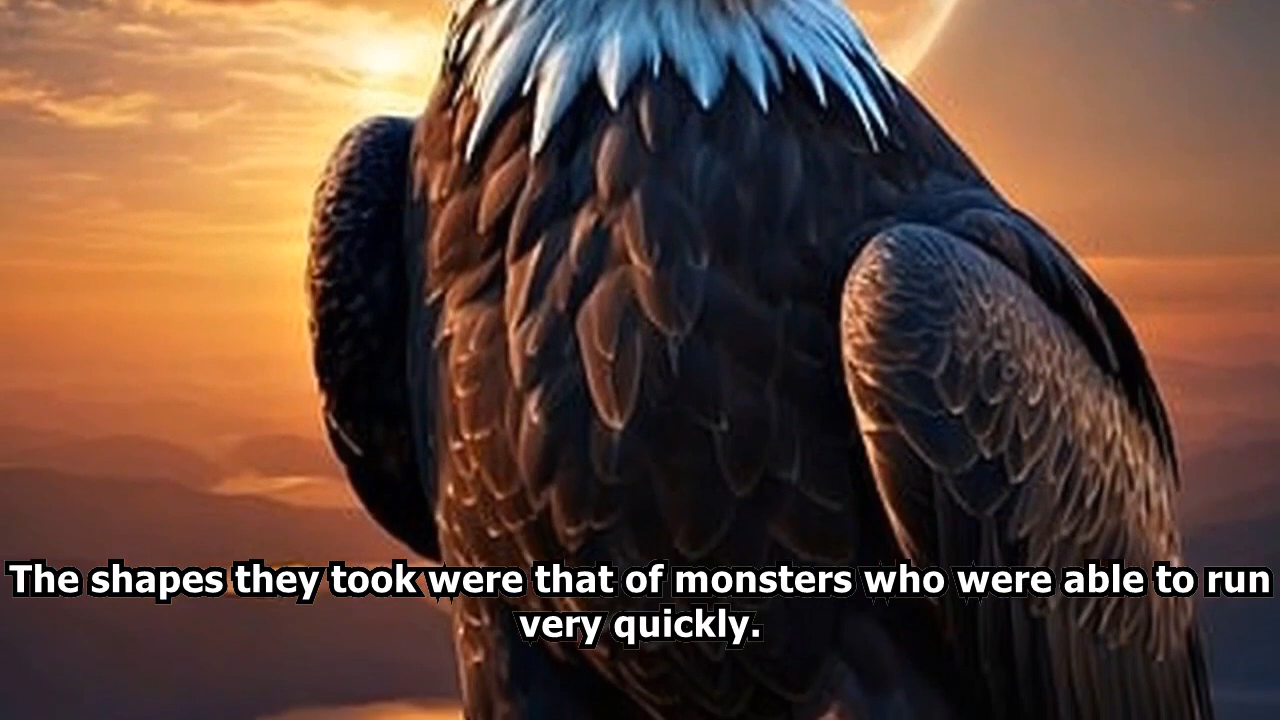 The shapes they took were that of monsters who were able to run
very quickly.